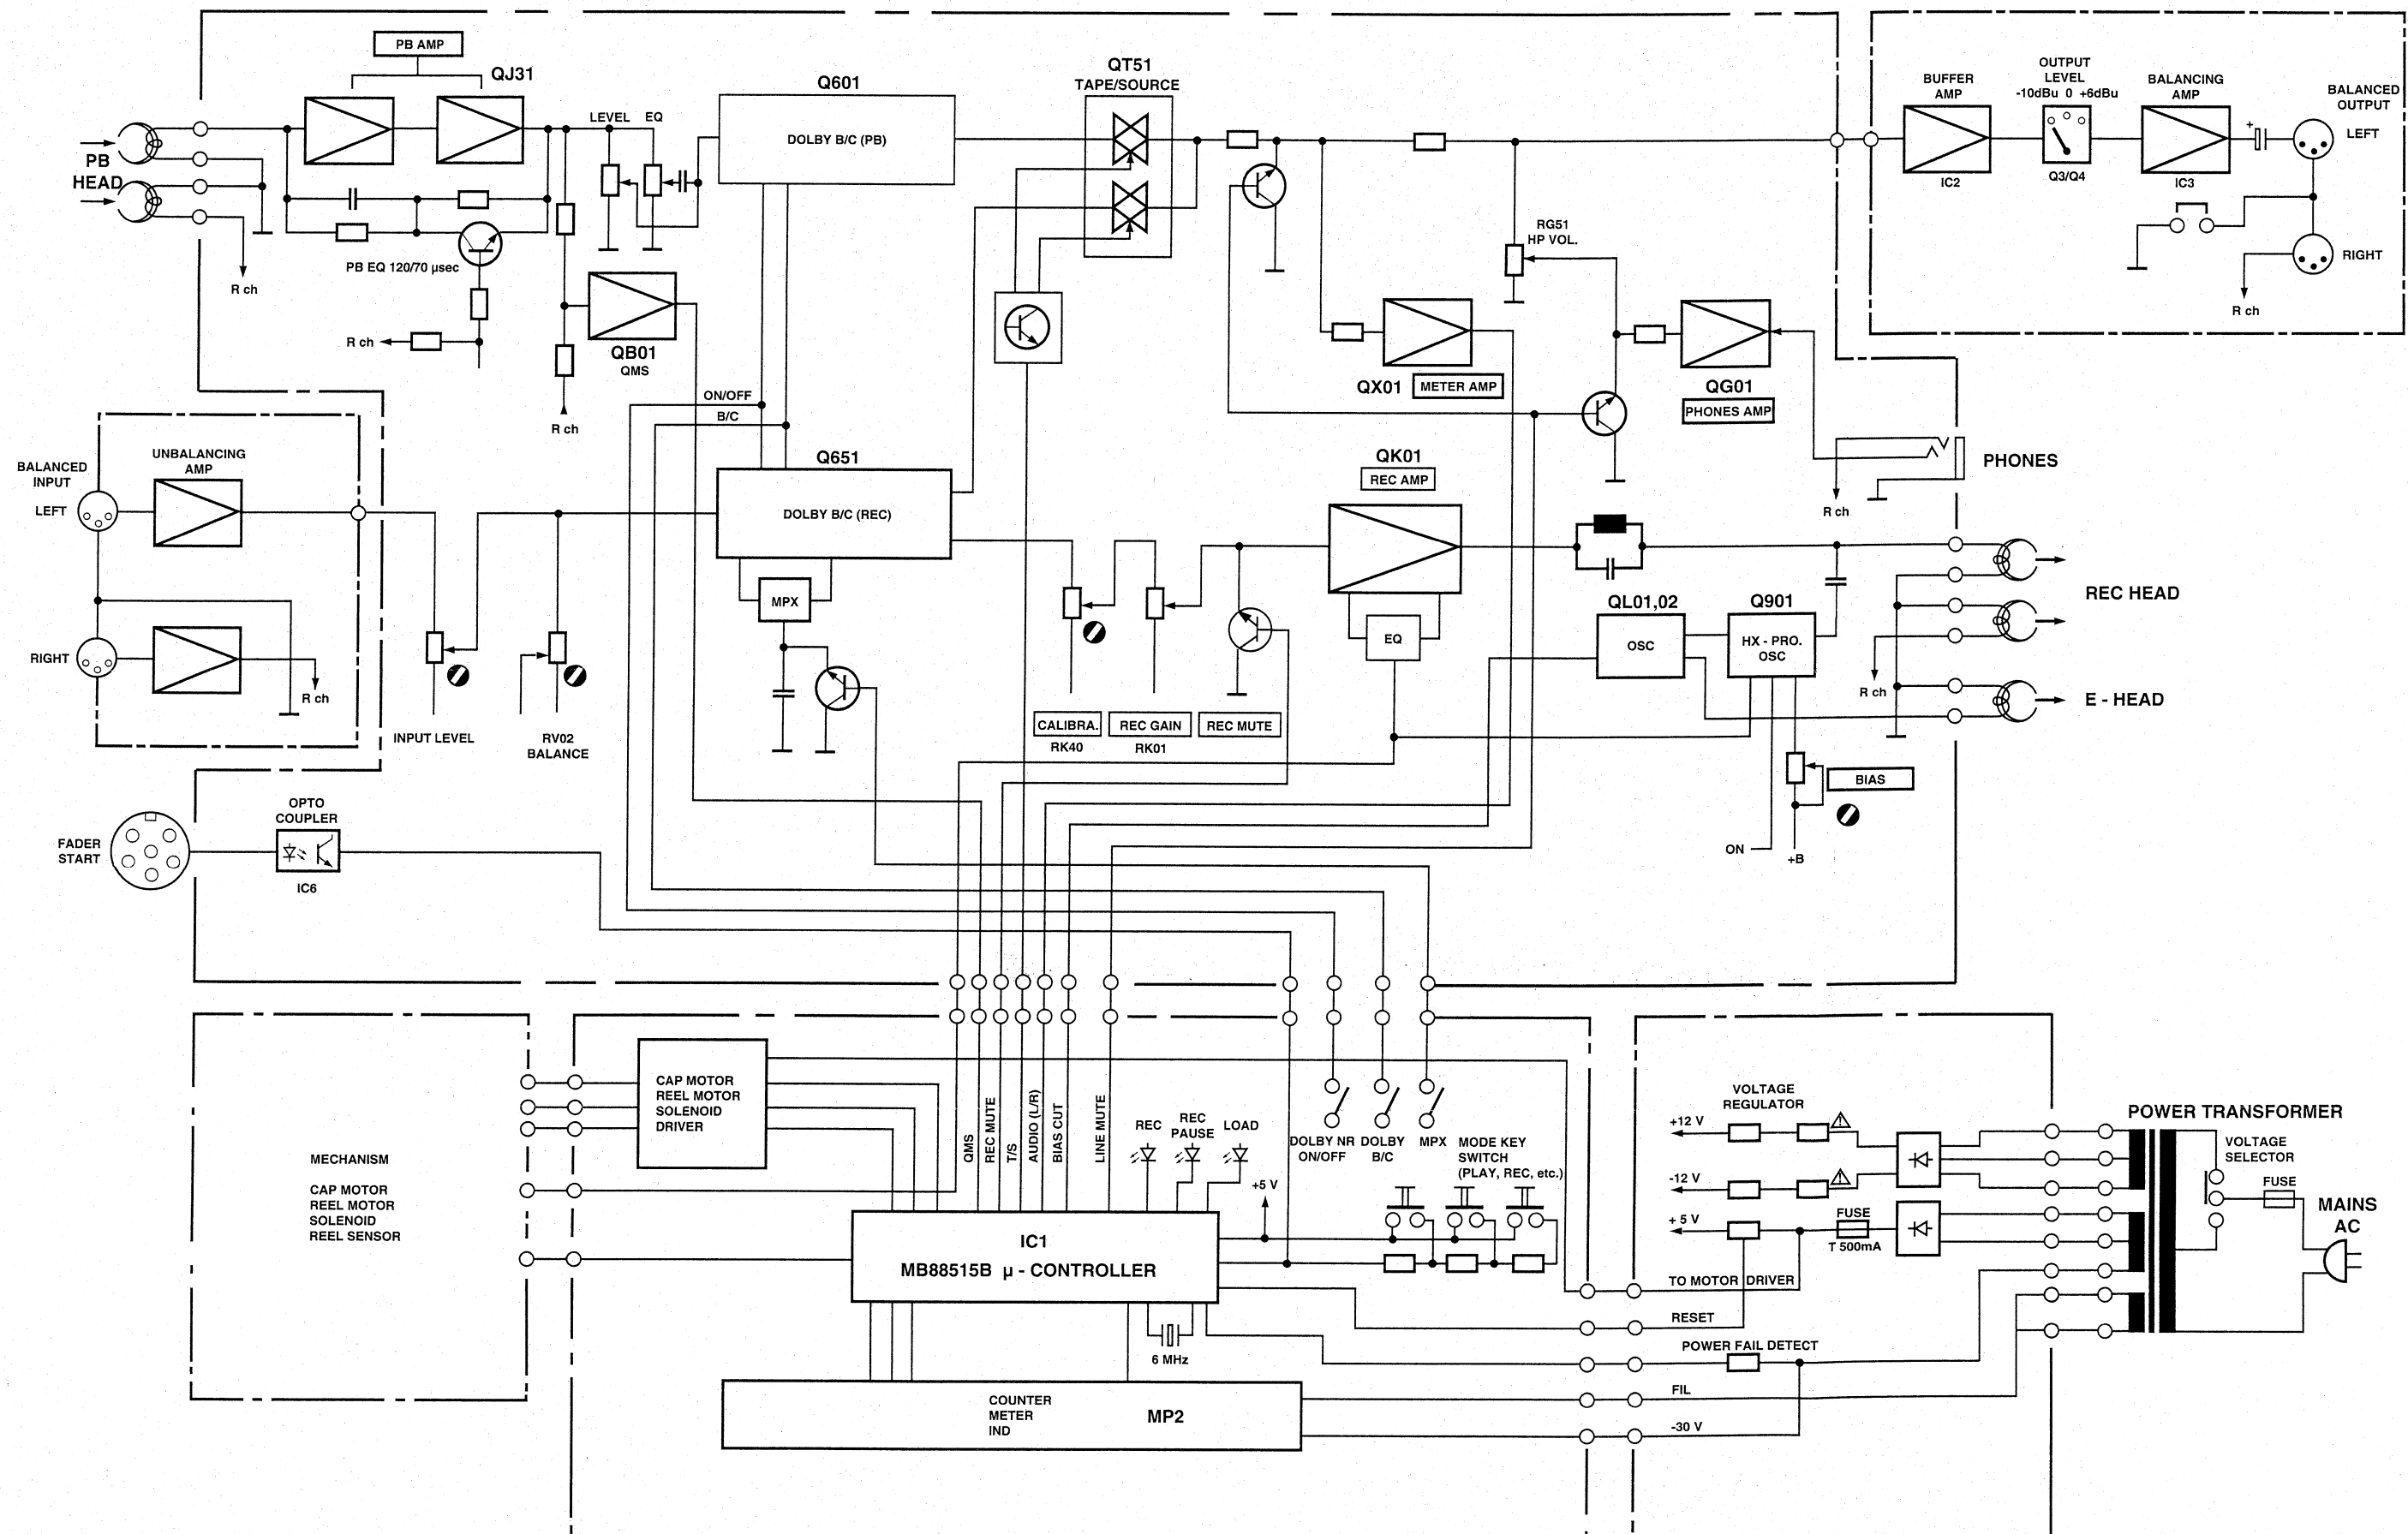 PB AMP
QJ31
PB
HEAD
R ch
PB EQ 120/70 µsec
R ch
LEVEL EQ
QB01
QMS
R ch
Q601
DOLBY B/C (PB)
QT51
TAPE/SOURCE
ON/OFF
B/C
RG51
HP VOL.
QX01 METER AMP
QG01
PHONES AMP
BUFFER
AMP
IC2
OUTPUT
LEVEL
-10dBu 0 +6dBu
Q3/Q4
BALANCING
AMP
IC3
+
BALANCED
OUTPUT
LEFT
RIGHT
R ch
PHONES
R ch
BALANCED
INPUT
LEFT
UNBALANCING
AMP
RIGHT
R ch
INPUT LEVEL
RV02
BALANCE
Q651
DOLBY B/C (REC)
MPX
CALIBRA.
RK40
REC GAIN
RK01
REC MUTE
QK01
REC AMP
EQ
QL01,02
OSC
Q901
HX - PRO.
OSC
REC HEAD
R ch
E - HEAD
BIAS
ON
+B
FADER
START
OPTO
COUPLER
IC6
MECHANISM
CAP MOTOR
REEL MOTOR
SOLENOID
REEL SENSOR
CAP MOTOR
REEL MOTOR
SOLENOID
DRIVER
QMS
REC MUTE
T/S
AUDIO (L/R)
BIAS CUT
LINE MUTE
REC
REC
PAUSE
LOAD
DOLBY NR
ON/OFF
DOLBY
B/C
MPX
MODE KEY
SWITCH
(PLAY, REC, etc.)
+5 V
IC1
MB88515B µ - CONTROLLER
6 MHz
COUNTER
METER
IND
MP2
VOLTAGE
REGULATOR
+12 V
-12 V
+ 5 V
FUSE
T 500mA
TO MOTOR DRIVER
RESET
POWER FAIL DETECT
FIL
-30 V
POWER TRANSFORMER
VOLTAGE
SELECTOR
FUSE
MAINS
AC